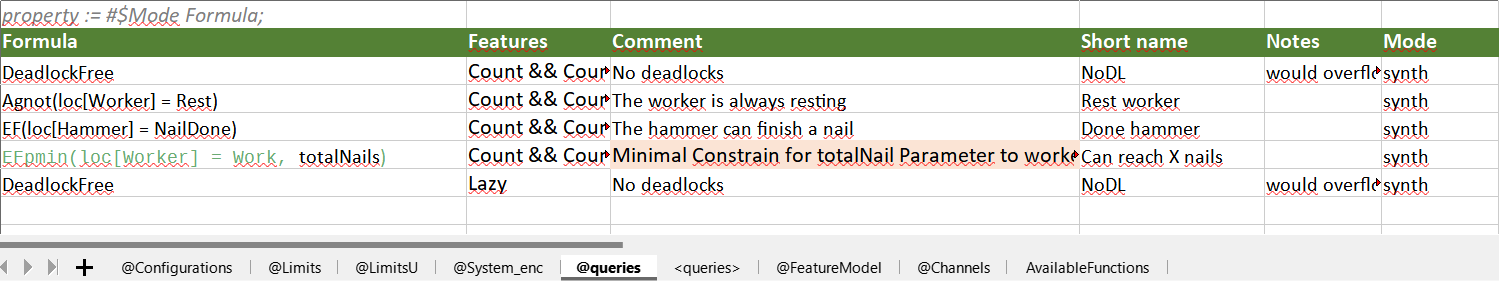 property := #$Mode Formula;
Formula Features Comment Short name Notes Mode
DeadlockFree Count && Cour No deadlocks NoDL would overflo synth
Agnot(loc[Worker] = Rest) Count && Cour The worker is always resting Rest worker synth
EF(loc[Hammer] = NailDone) Count && Cour The hammer can finish a nail Done hammer synth
EFpmin(loc[Worker] = Work, totalNails) Count && Cour Minimal Constrain for totalNail Parameter to worke Can reach X nails synth
DeadlockFree Lazy No deadlocks NoDL would overflo synth
@Configurations @Limits @LimitsU @System_enc @queries <queries> @FeatureModel @Channels AvailableFunctions